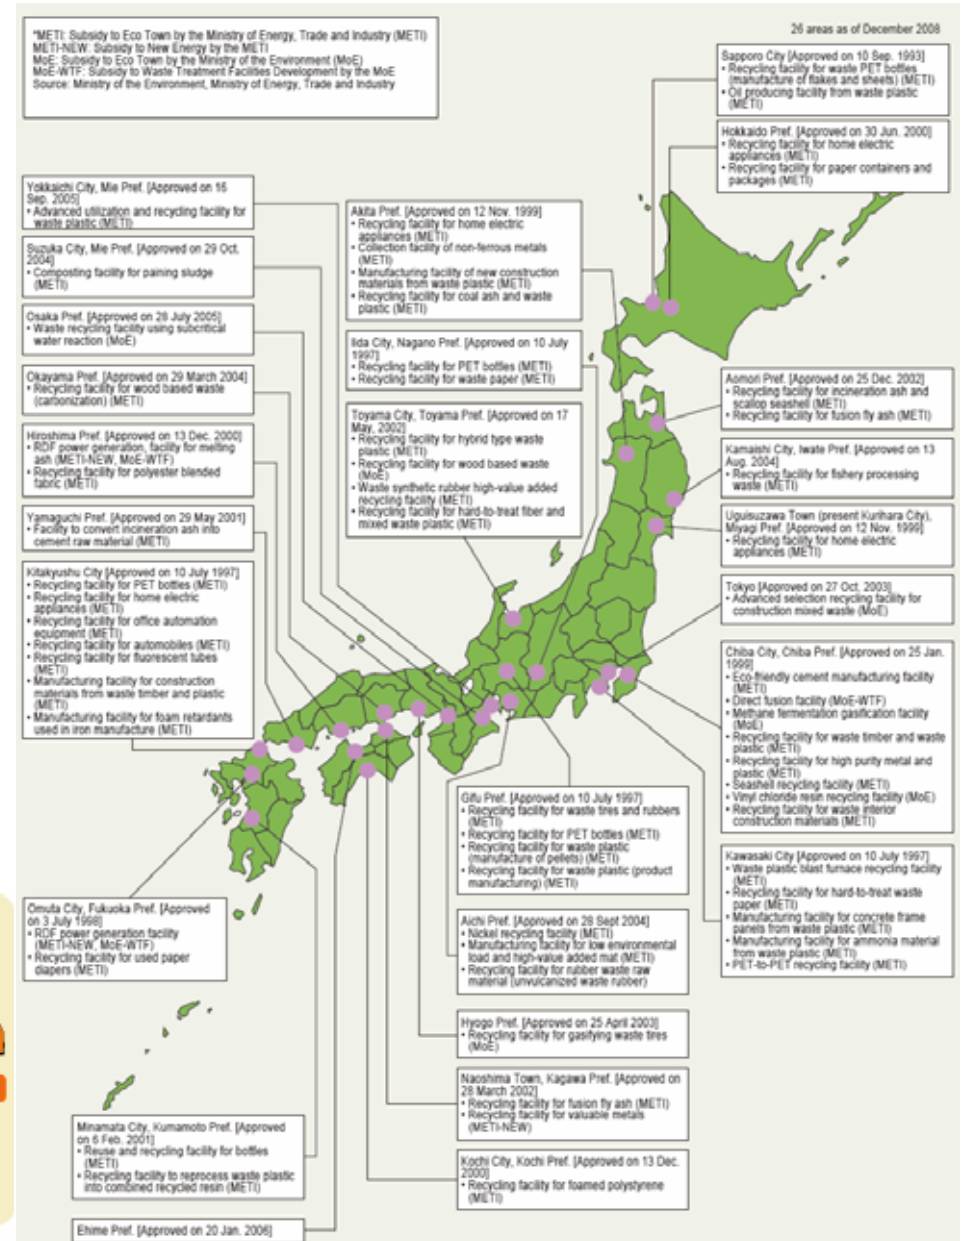 *METI: Subsidy to Eco Town by the Ministry of Energy, Trade and Industry (METI)
METI-NEW: Subsidy to New Energy by the METI
MoE: Subsidy to Eco Town by the Ministry of the Environment (MoE)
MoE-WTF: Subsidy to Waste Treatment Facilities Development by the MoE
Source: Ministry of the Environment, Ministry of Energy, Trade and Industry
26 areas as of December 2008
Sapporo City [Approved on 10 Sep. 1993]
• Recycling facility for waste PET bottles
(manufacture of flakes and sheets) (METI)
• Oil producing facility from waste plastic
(METI)
Hokkaido Pref. [Approved on 30 Jun. 2000]
• Recycling facility for home electric
appliances (METI)
• Recycling facility for paper containers and
packages (METI)
Yokkaichi City, Mie Pref. [Approved on 16
Sep. 2005]
• Advanced utilization and recycling facility for
waste plastic (METI)
Suzuka City, Mie Pref. [Approved on 29 Oct.
2004]
• Composting facility for paining sludge
(METI)
Osaka Pref. [Approved on 28 July 2005]
• Waste recycling facility using subcritical
water reaction (MoE)
Okayama Pref. [Approved on 29 March 2004]
• Recycling facility for wood based waste
(carbonization) (METI)
Hiroshima Pref. [Approved on 13 Dec. 2000]
• RDF power generation, facility for melting
ash (METI-NEW, MoE-WTF)
• Recycling facility for polyester blended
fabric (METI)
Yamaguchi Pref. [Approved on 29 May 2001]
• Facility to convert incineration ash into
cement raw material (METI)
Kitakyushu City [Approved on 10 July 1997]
• Recycling facility for PET bottles (METI)
• Recycling facility for home electric
appliances (METI)
• Recycling facility for office automation
equipment (METI)
• Recycling facility for automobiles (METI)
• Recycling facility for fluorescent tubes
(METI)
• Manufacturing facility for construction
materials from waste timber and plastic
(METI)
• Manufacturing facility for foam retardants
used in iron manufacture (METI)
Akita Pref. [Approved on 12 Nov. 1999]
• Recycling facility for home electric
appliances (METI)
• Collection facility of non-ferrous metals
(METI)
• Manufacturing facility of new construction
materials from waste plastic (METI)
• Recycling facility for coal ash and waste
plastic (METI)
Iida City, Nagano Pref. [Approved on 10 July
1997]
• Recycling facility for PET bottles (METI)
• Recycling facility for waste paper (METI)
Toyama City, Toyama Pref. [Approved on 17
May, 2002]
• Recycling facility for hybrid type waste
plastic (METI)
• Recycling facility for wood based waste
(MoE)
• Waste synthetic rubber high-value added
recycling facility (METI)
• Recycling facility for hard-to-treat fiber and
mixed waste plastic (METI)
Aomori Pref. [Approved on 25 Dec. 2002]
• Recycling facility for incineration ash and
scallop seashell (METI)
• Recycling facility for fusion fly ash (METI)
Kamaishi City, Iwate Pref. [Approved on 13
Aug. 2004]
• Recycling facility for fishery processing
waste (METI)
Uguisuzawa Town (present Kurihara City),
Miyagi Pref. [Approved on 12 Nov. 1999]
• Recycling facility for home electric
appliances (METI)
Tokyo [Approved on 27 Oct. 2003]
• Advanced selection recycling facility for
construction mixed waste (MoE)
Chiba City, Chiba Pref. [Approved on 25 Jan.
1999]
• Eco-friendly cement manufacturing facility
(METI)
• Direct fusion facility (MoE-WTF)
• Methane fermentation gasification facility
(MoE)
• Recycling facility for waste timber and waste
plastic (METI)
• Recycling facility for high purity metal and
plastic (METI)
• Seashell recycling facility (METI)
• Vinyl chloride resin recycling facility (MoE)
• Recycling facility for waste interior
construction materials (METI)
Kawasaki City [Approved on 10 July 1997]
• Waste plastic blast furnace recycling facility
(METI)
• Recycling facility for hard-to-treat waste
paper (METI)
• Manufacturing facility for concrete frame
panels from waste plastic (METI)
• Manufacturing facility for ammonia material
from waste plastic (METI)
• PET-to-PET recycling facility (METI)
Gifu Pref. [Approved on 10 July 1997]
• Recycling facility for waste tires and rubbers
(METI)
• Recycling facility for PET bottles (METI)
• Recycling facility for waste plastic
(manufacture of pellets) (METI)
• Recycling facility for waste plastic (product
manufacturing) (METI)
Aichi Pref. [Approved on 28 Sept 2004]
• Nickel recycling facility (METI)
• Manufacturing facility for low environmental
load and high-value added mat (METI)
• Recycling facility for rubber waste raw
material (unvulcanized waste rubber)
Hyogo Pref. [Approved on 25 April 2003]
• Recycling facility for gasifying waste tires
(MoE)
Naoshima Town, Kagawa Pref. [Approved on
28 March 2002]
• Recycling facility for fusion fly ash (METI)
• Recycling facility for valuable metals
(METI-NEW)
Kochi City, Kochi Pref. [Approved on 13 Dec.
2000]
• Recycling facility for foamed polystyrene
(METI)
Omuta City, Fukuoka Pref. [Approved
on 3 July 1998]
• RDF power generation facility
(METI-NEW, MoE-WTF)
• Recycling facility for used paper
diapers (METI)
Minamata City, Kumamoto Pref. [Approved
on 6 Feb. 2001]
• Reuse and recycling facility for bottles
(METI)
• Recycling facility to reprocess waste plastic
into combined recycled resin (METI)
Ehime Pref. [Approved on 20 Jan. 2006]